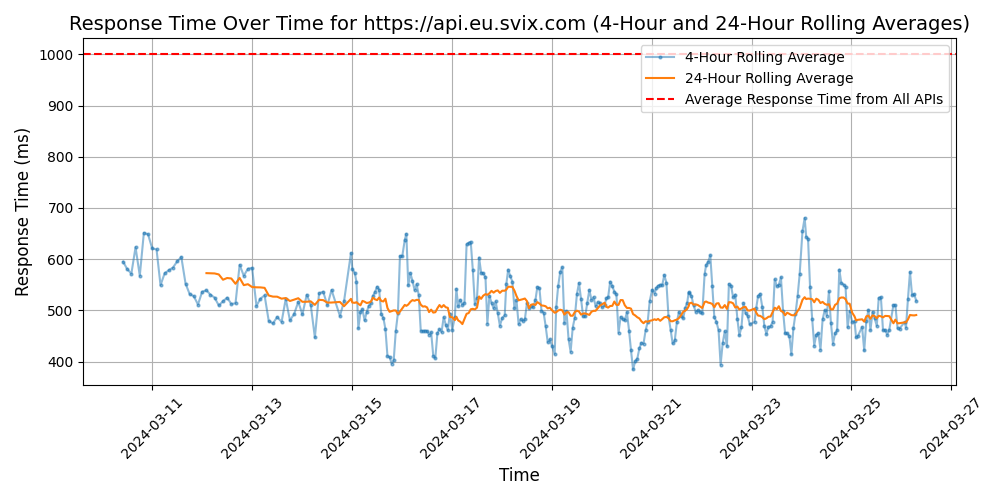 Response Time Over Time for https://api.eu.svix.com (4-Hour and 24-Hour Rolling Averages)
4-Hour Rolling Average
24-Hour Rolling Average
Average Response Time from All APIs
Response Time (ms)
1000
900
800
700
600
500
400
2024-03-11
2024-03-13
2024-03-15
2024-03-17
2024-03-19
2024-03-21
2024-03-23
2024-03-25
2024-03-27
Time